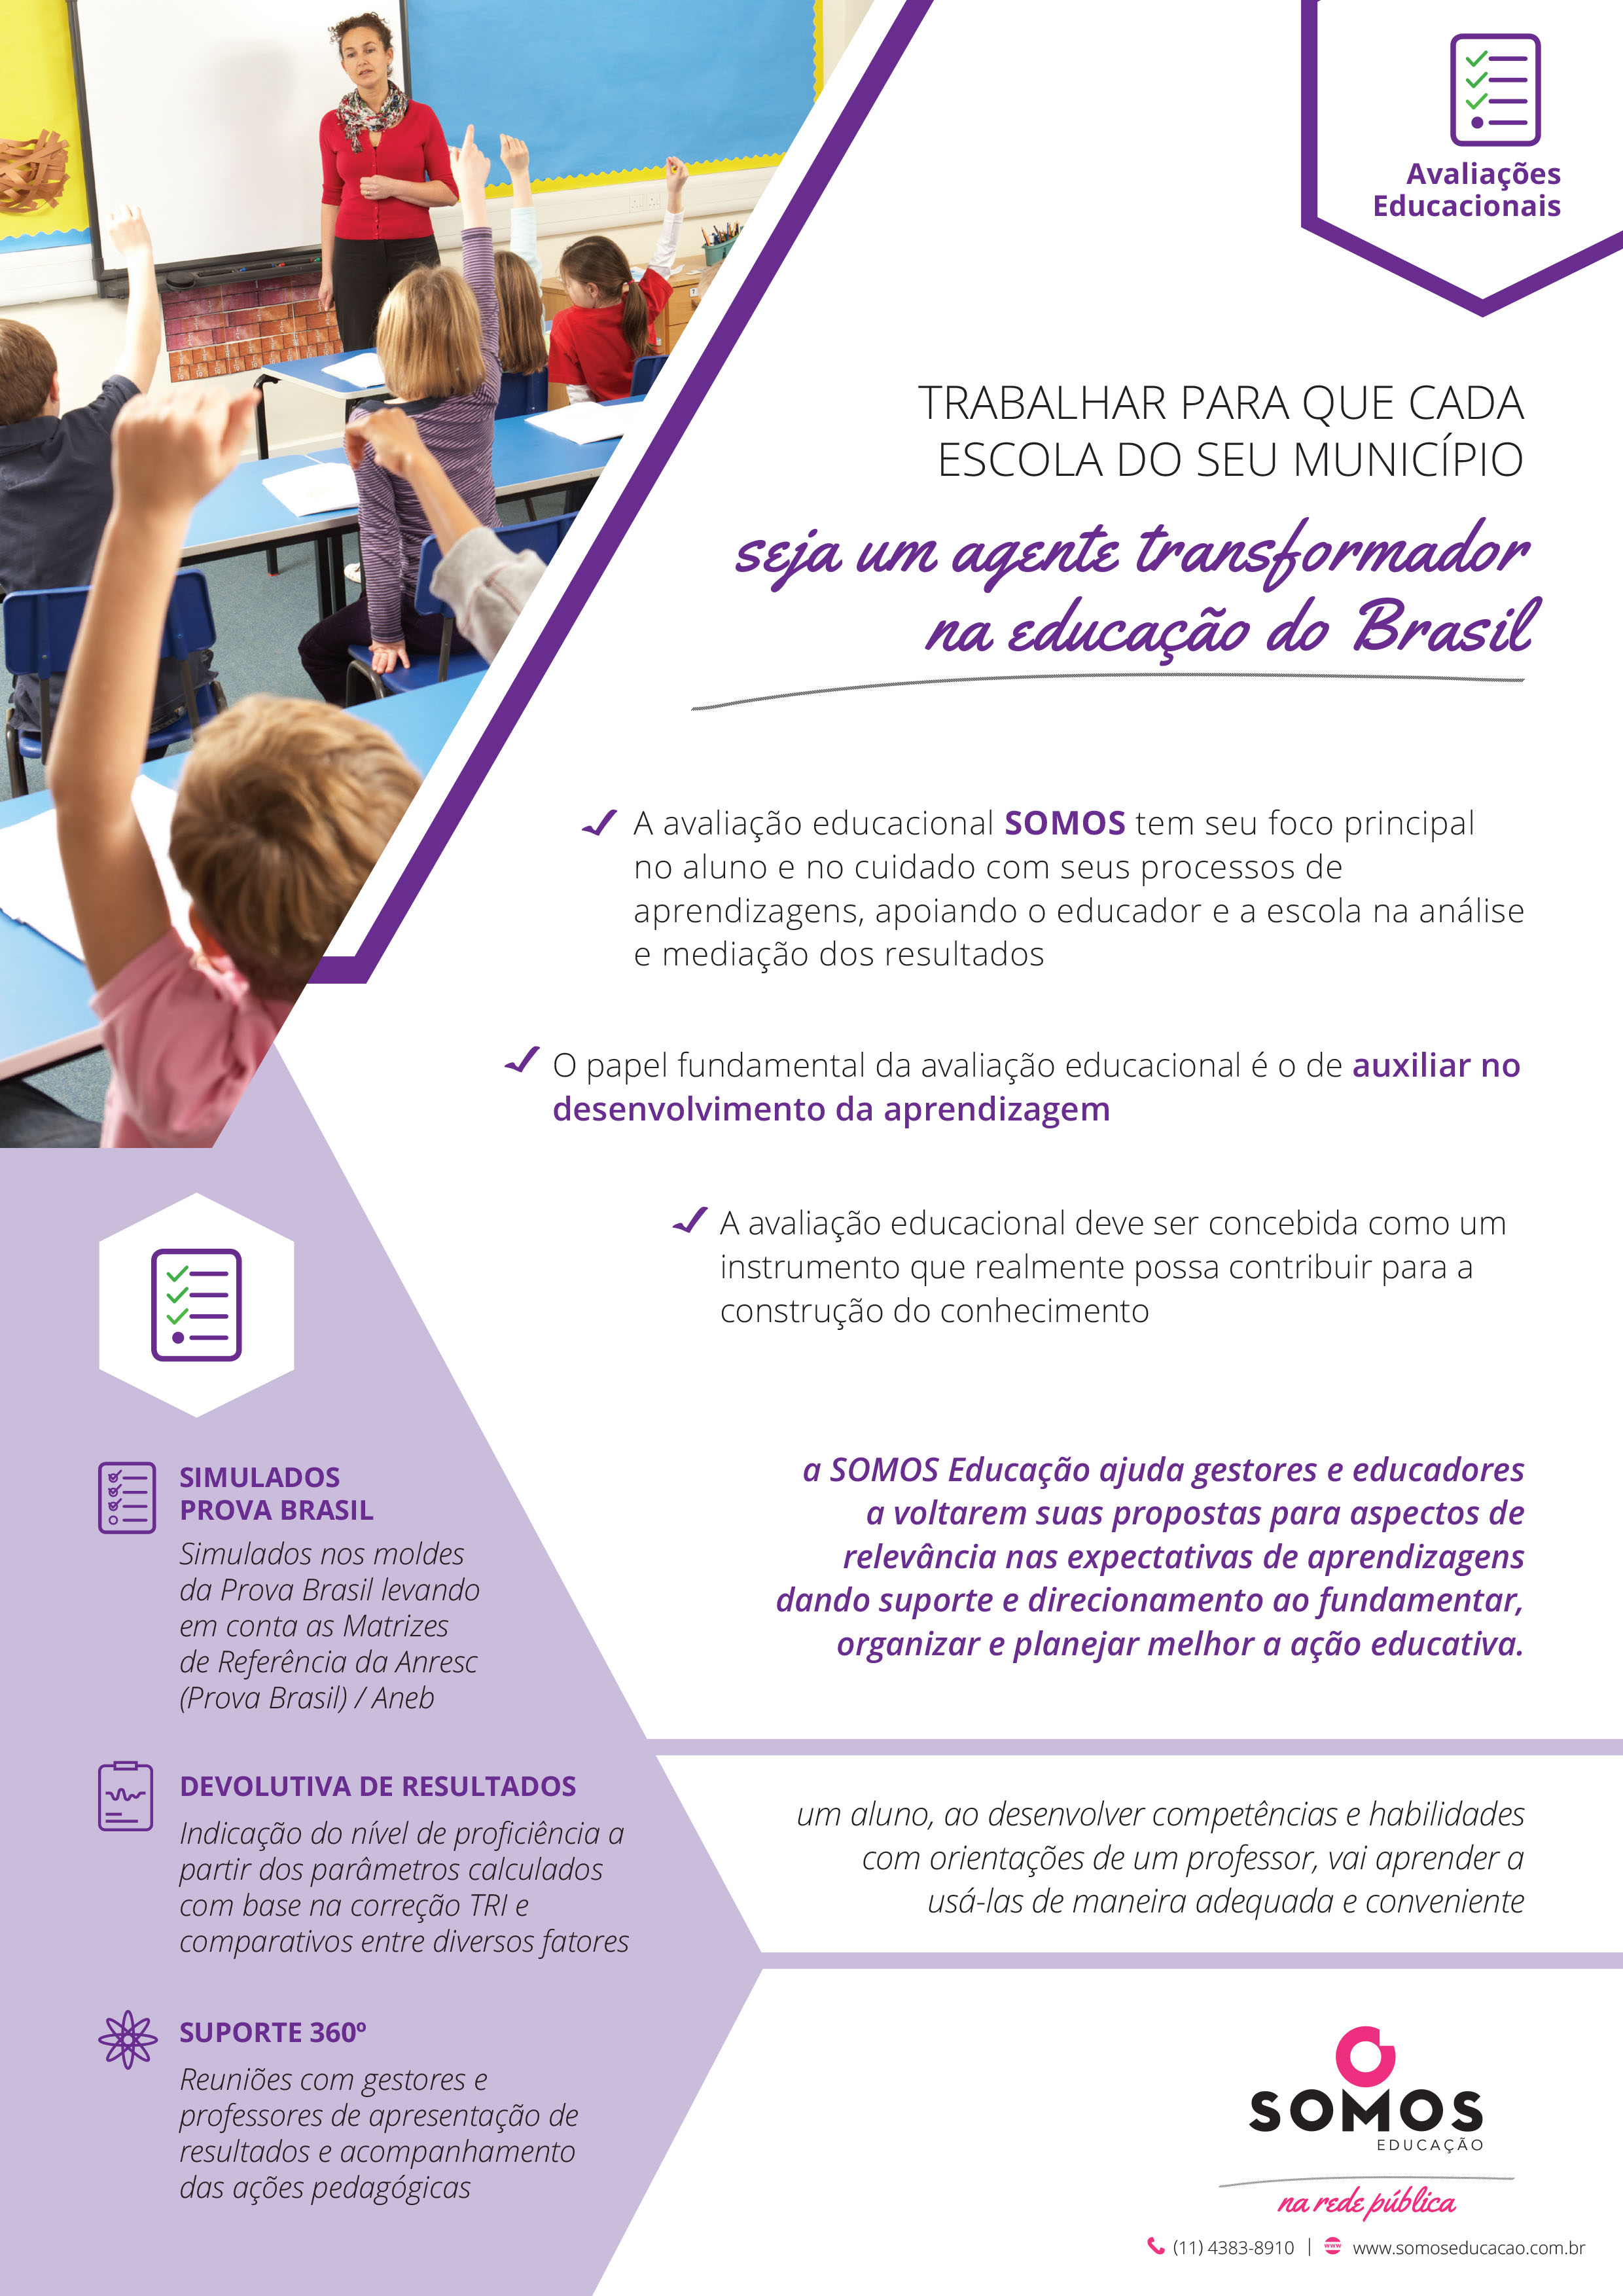 Avaliações
Educacionais
TRABALHAR PARA QUE CADA
ESCOLA DO SEU MUNICÍPIO
seja um agente transformador
na educação do Brasil
A avaliação educacional SOMOS tem seu foco principal
no aluno e no cuidado com seus processos de
aprendizagens, apoiando o educador e a escola na análise
e mediação dos resultados
O papel fundamental da avaliação educacional é o de auxiliar no
desenvolvimento da aprendizagem
A avaliação educacional deve ser concebida como um
instrumento que realmente possa contribuir para a
construção do conhecimento
a SOMOS Educação ajuda gestores e educadores
a voltarem suas propostas para aspectos de
relevância nas expectativas de aprendizagens
dando suporte e direcionamento ao fundamentar,
organizar e planejar melhor a ação educativa.
SIMULADOS
PROVA BRASIL
Simulados nos moldes
da Prova Brasil levando
em conta as Matrizes
de Referência da Anresc
(Prova Brasil) / Aneb
DEVOLUTIVA DE RESULTADOS
Indicação do nível de proficiência a
partir dos parâmetros calculados
com base na correção TRI e
comparativos entre diversos fatores
SUPORTE 360º
Reuniões com gestores e
professores de apresentação de
resultados e acompanhamento
das ações pedagógicas
um aluno, ao desenvolver competências e habilidades
com orientações de um professor, vai aprender a
usá-las de maneira adequada e conveniente
SOMOS
EDUCAÇÃO
na rede pública
(11) 4383-8910 | www www.somoseducacao.com.br